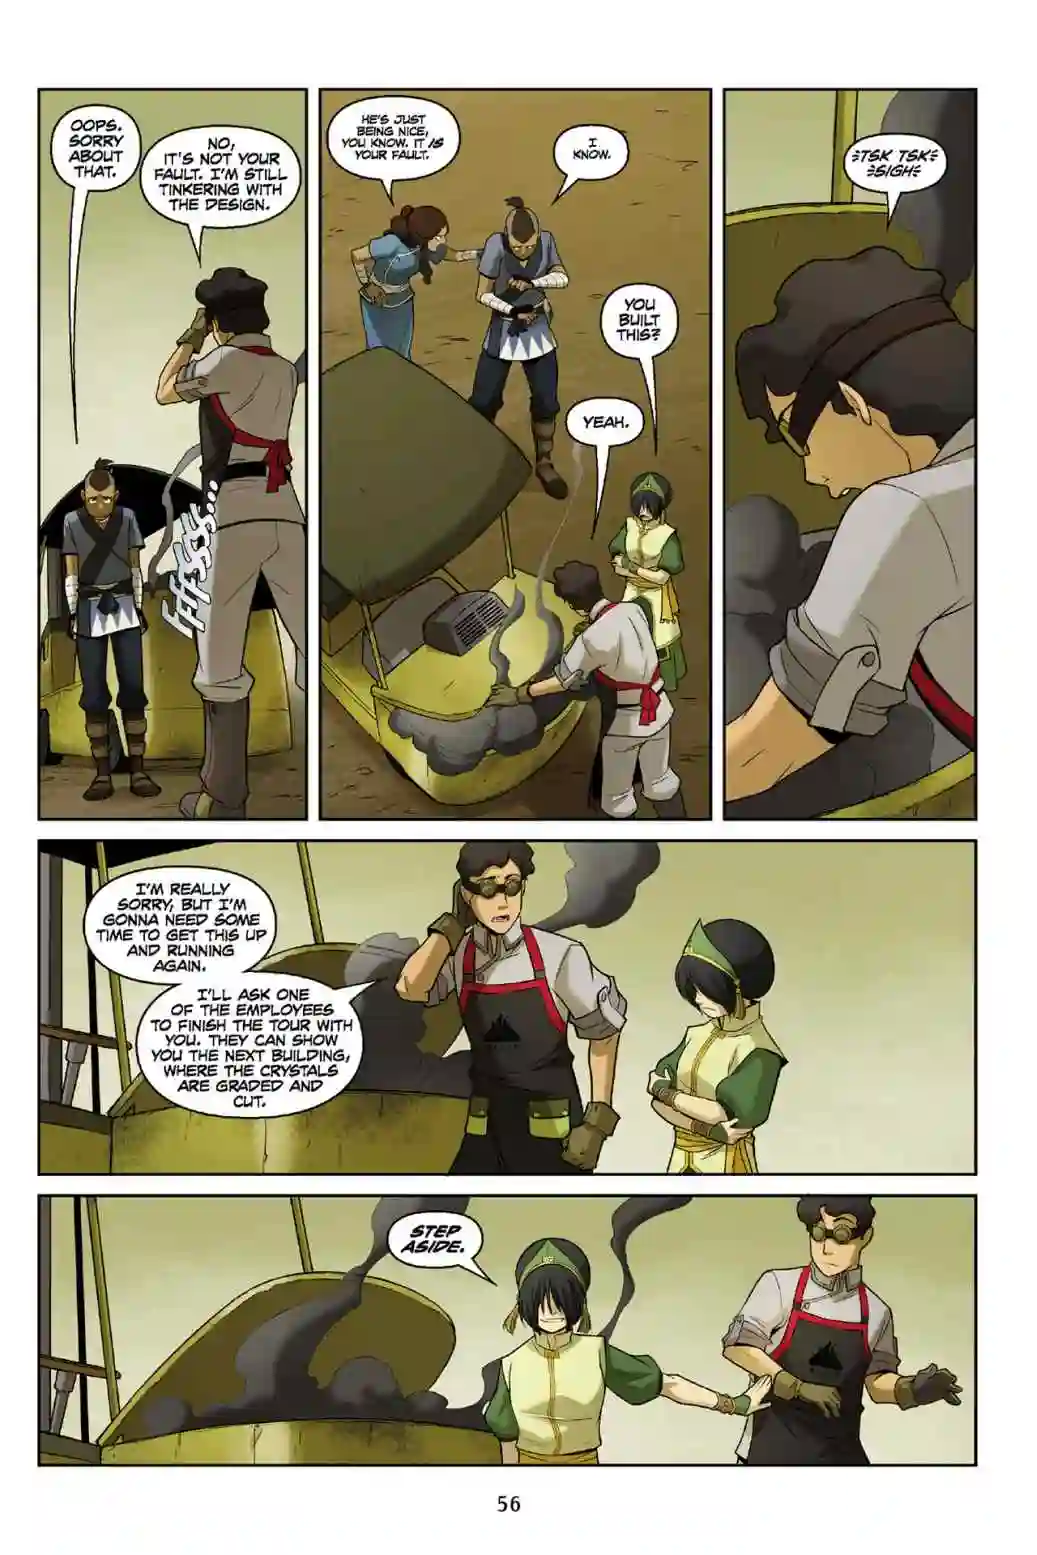 OOPS.
SORRY
ABOUT
THAT.
NO,
IT'S NOT YOUR
FAULT. I'M STILL
TINKERING WITH
THE DESIGN.
fffsss...
HE'S JUST
BEING NICE,
YOU KNOW. IT IS
YOUR FAULT.
I
KNOW.
YOU
BUILT
THIS?
YEAH.
TSK TSK
SIGH
I'M REALLY
SORRY, BUT I'M
GONNA NEED SOME
TIME TO GET THIS UP
AND RUNNING
AGAIN.
I'LL ASK ONE
OF THE EMPLOYEES
TO FINISH THE TOUR WITH
YOU. THEY CAN SHOW
YOU THE NEXT BUILDING,
WHERE THE CRYSTALS
ARE GRADED AND
CUT.
STEP
ASIDE.
56